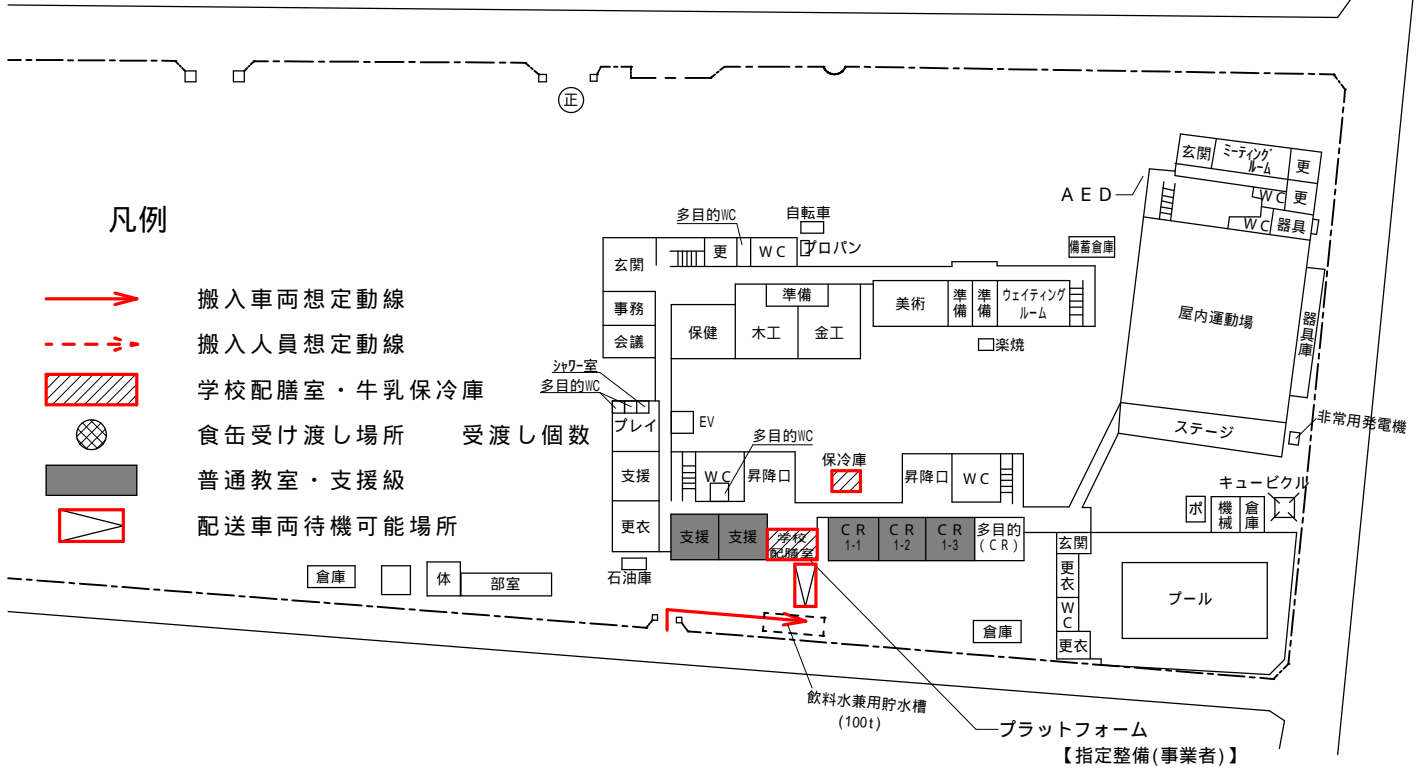 正
凡例
搬入車両想定動線
搬入人員想定動線
学校配膳室・牛乳保冷庫
食缶受け渡し場所　受渡し個数
普通教室・支援級
配送車両待機可能場所
玄関
ミーティング
ルーム
更
WC
更
WC
器具
AED
屋内運動場
器具庫
ステージ
非常用発電機
備蓄倉庫
多目的WC
自転車
プロパン
玄関
更
WC
事務
会議
保健
準備
木工
金工
美術
準備
準備
ウェイティング
ルーム
楽焼
シャワー室
多目的WC
プレイ
EV
支援
更衣
石油庫
多目的WC
WC
昇降口
保冷庫
昇降口
WC
支援
支援
学校
配膳室
CR
1-1
CR
1-2
CR
1-3
多目的
(CR)
キュービクル
ポ
機械
倉庫
玄関
更衣
WC
更衣
プール
倉庫
体
部室
倉庫
飲料水兼用貯水槽
(100t)
プラットフォーム
【指定整備(事業者)】